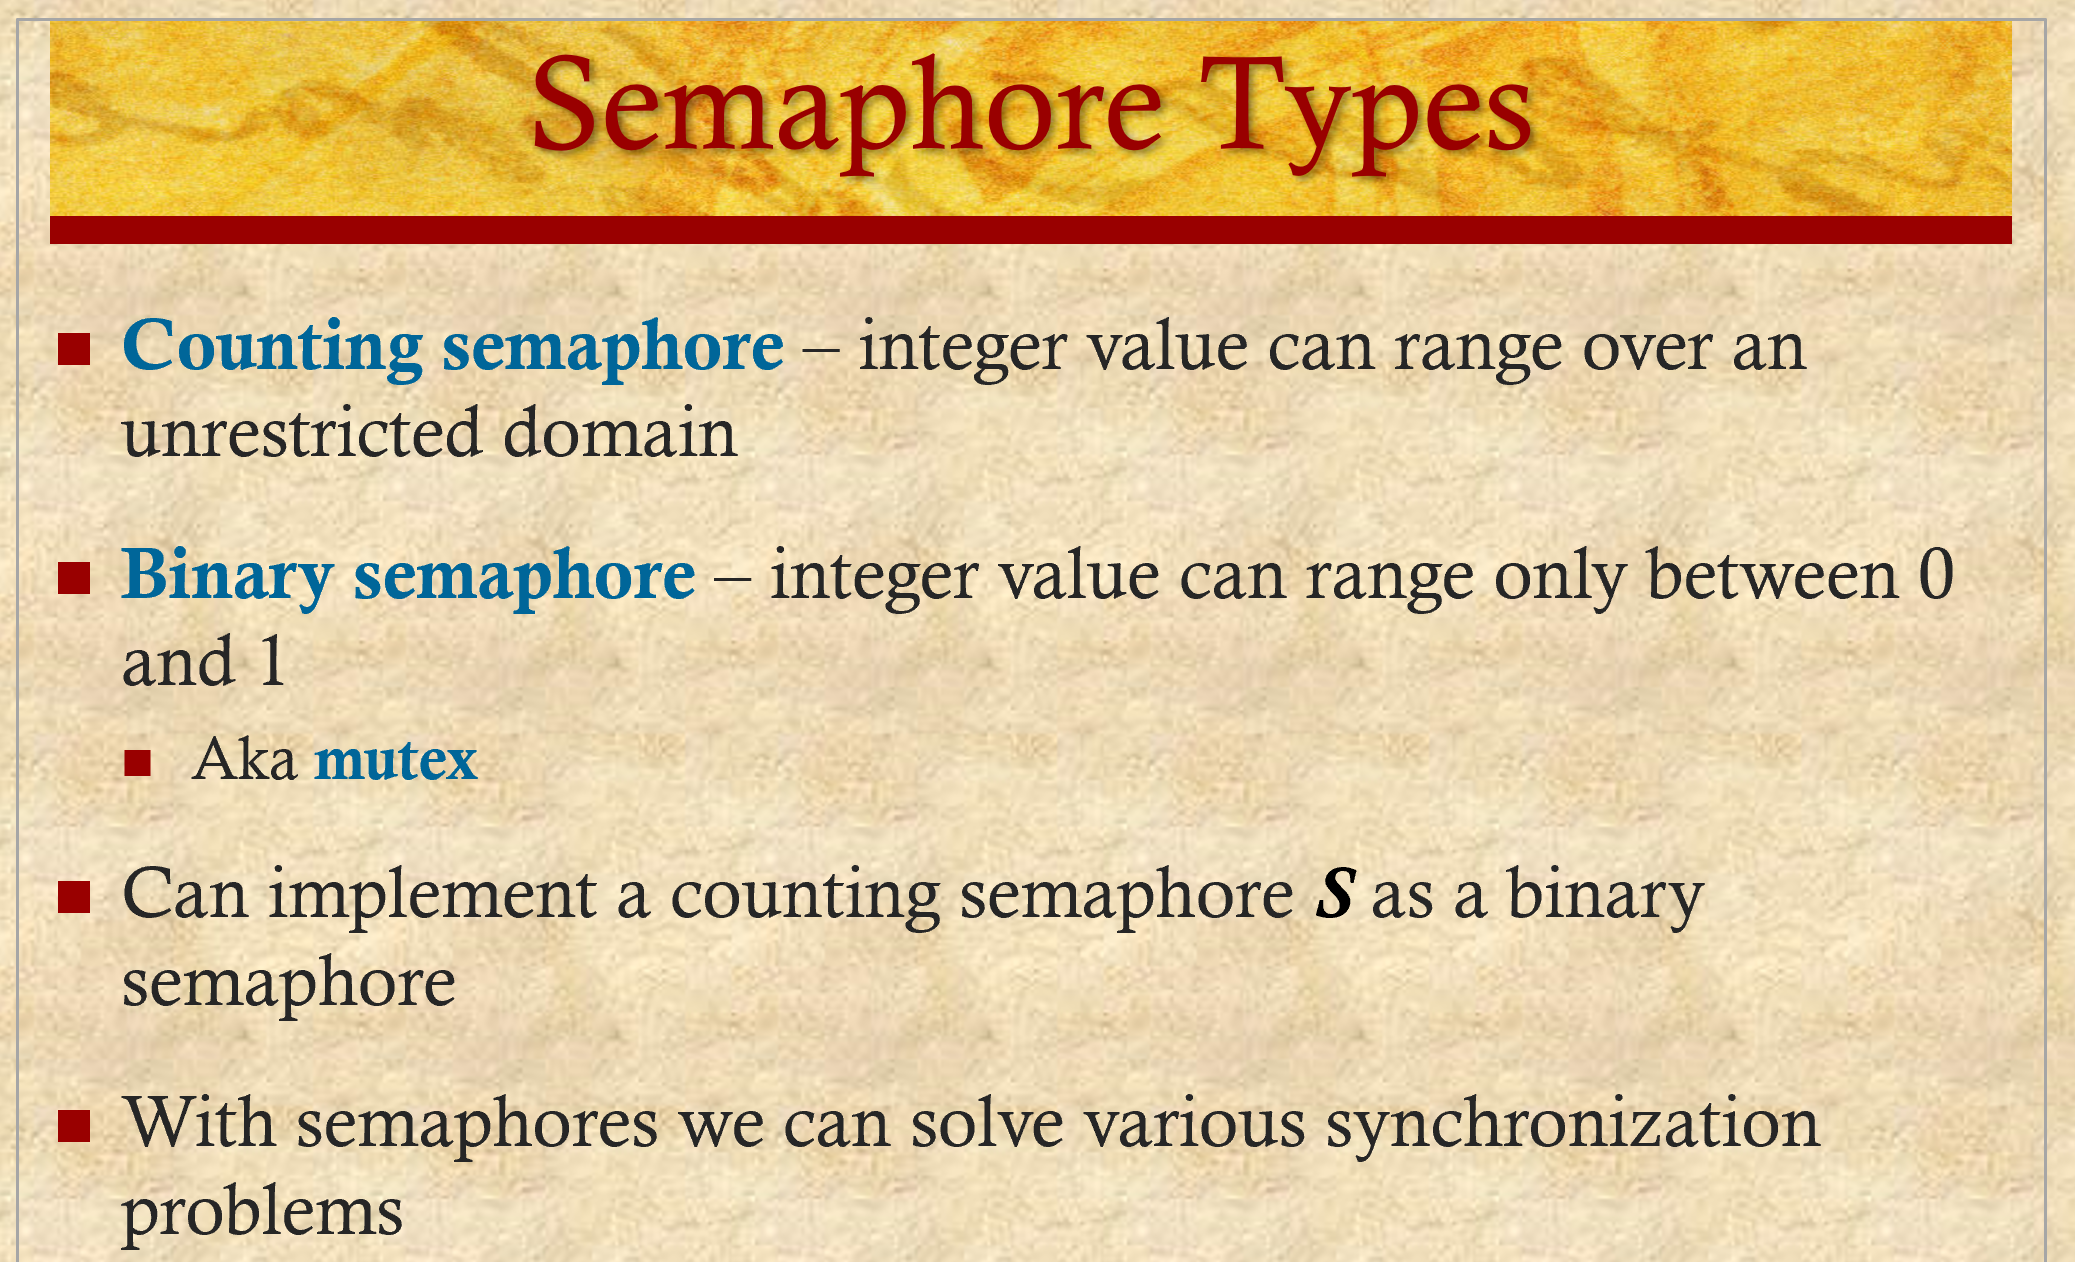 Semaphore Types
Counting semaphore – integer value can range over an
unrestricted domain
Binary semaphore – integer value can range only between 0
and 1
Aka mutex
Can implement a counting semaphore S as a binary
semaphore
With semaphores we can solve various synchronization
problems